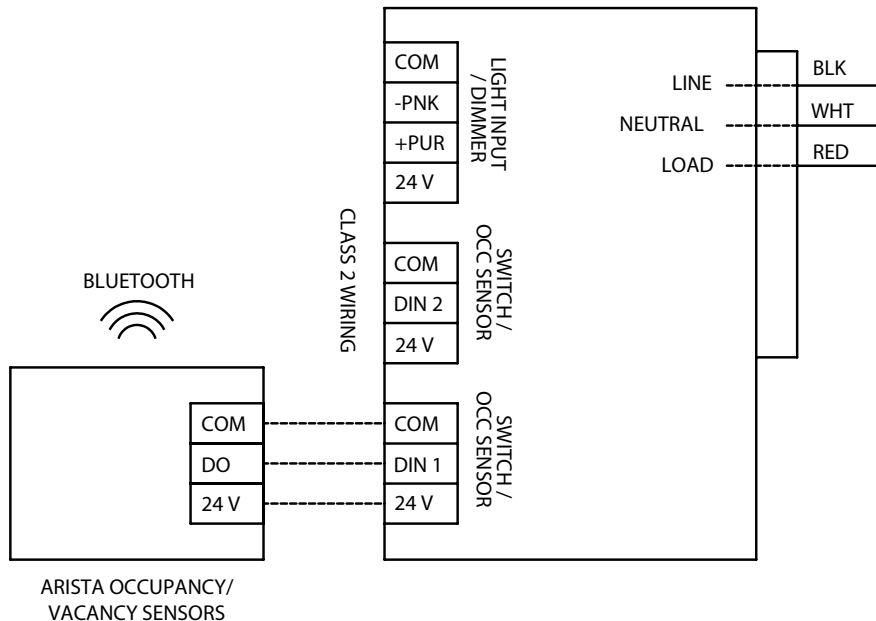 COM
-PNK
+PUR
24 V
LIGHT INPUT
/ DIMMER
LINE
NEUTRAL
LOAD
BLK
WHT
RED
CLASS 2 WIRING
COM
DIN 2
24 V
SWITCH /
OCC SENSOR
BLUETOOTH
COM
DO
24 V
COM
DIN 1
24 V
SWITCH /
OCC SENSOR
ARISTA OCCUPANCY/
VACANCY SENSORS